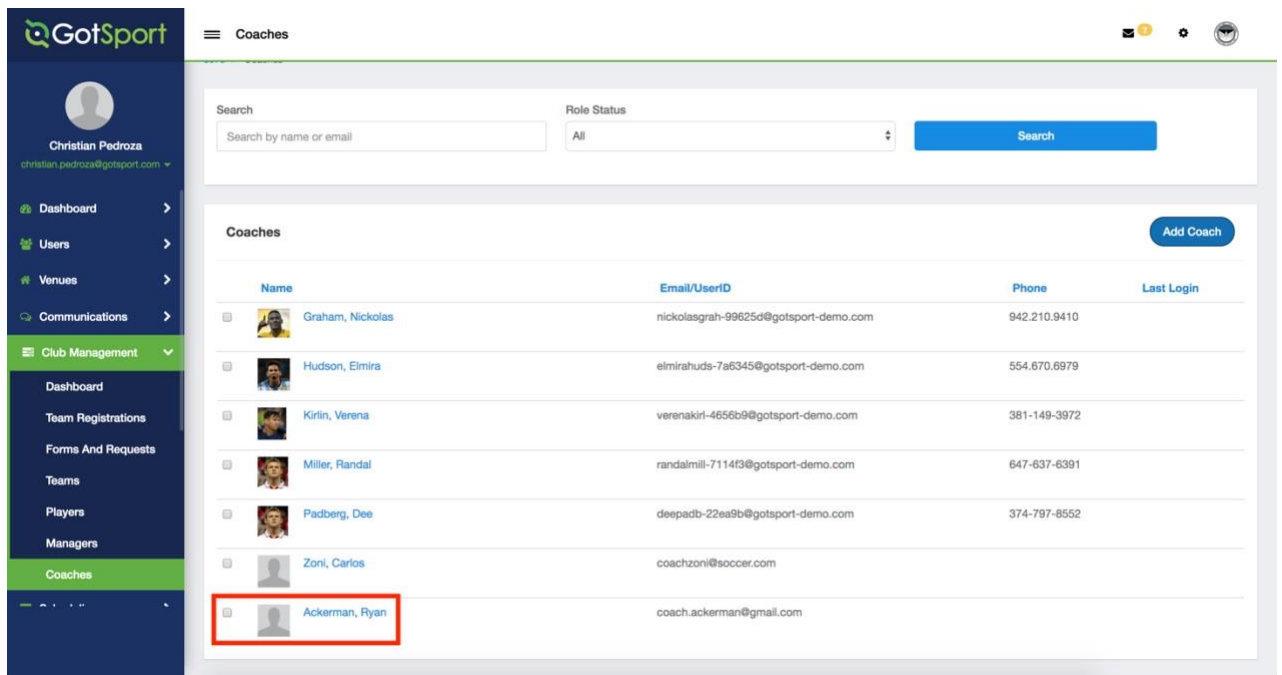 GotSport
Coaches
7
Christian Pedroza
christian.pedroza@gotsport.com
Dashboard
Users
Venues
Communications
Club Management
Dashboard
Team Registrations
Forms And Requests
Teams
Players
Managers
Coaches
Search
Role Status
Search by name or email
All
Search
Coaches
Add Coach
Name Email/UserID Phone Last Login
Graham, Nickolas nickolasgrah-99625d@gotsport-demo.com 942.210.9410
Hudson, Elmira elmirahuds-7a6345@gotsport-demo.com 554.670.6979
Kirlin, Verena verenakirl-4656b9@gotsport-demo.com 381-149-3972
Miller, Randal randalmill-7114f3@gotsport-demo.com 647-637-6391
Padberg, Dee deepadb-22ea9b@gotsport-demo.com 374-797-8552
Zoni, Carlos coachzoni@soccer.com
Ackerman, Ryan coach.ackerman@gmail.com